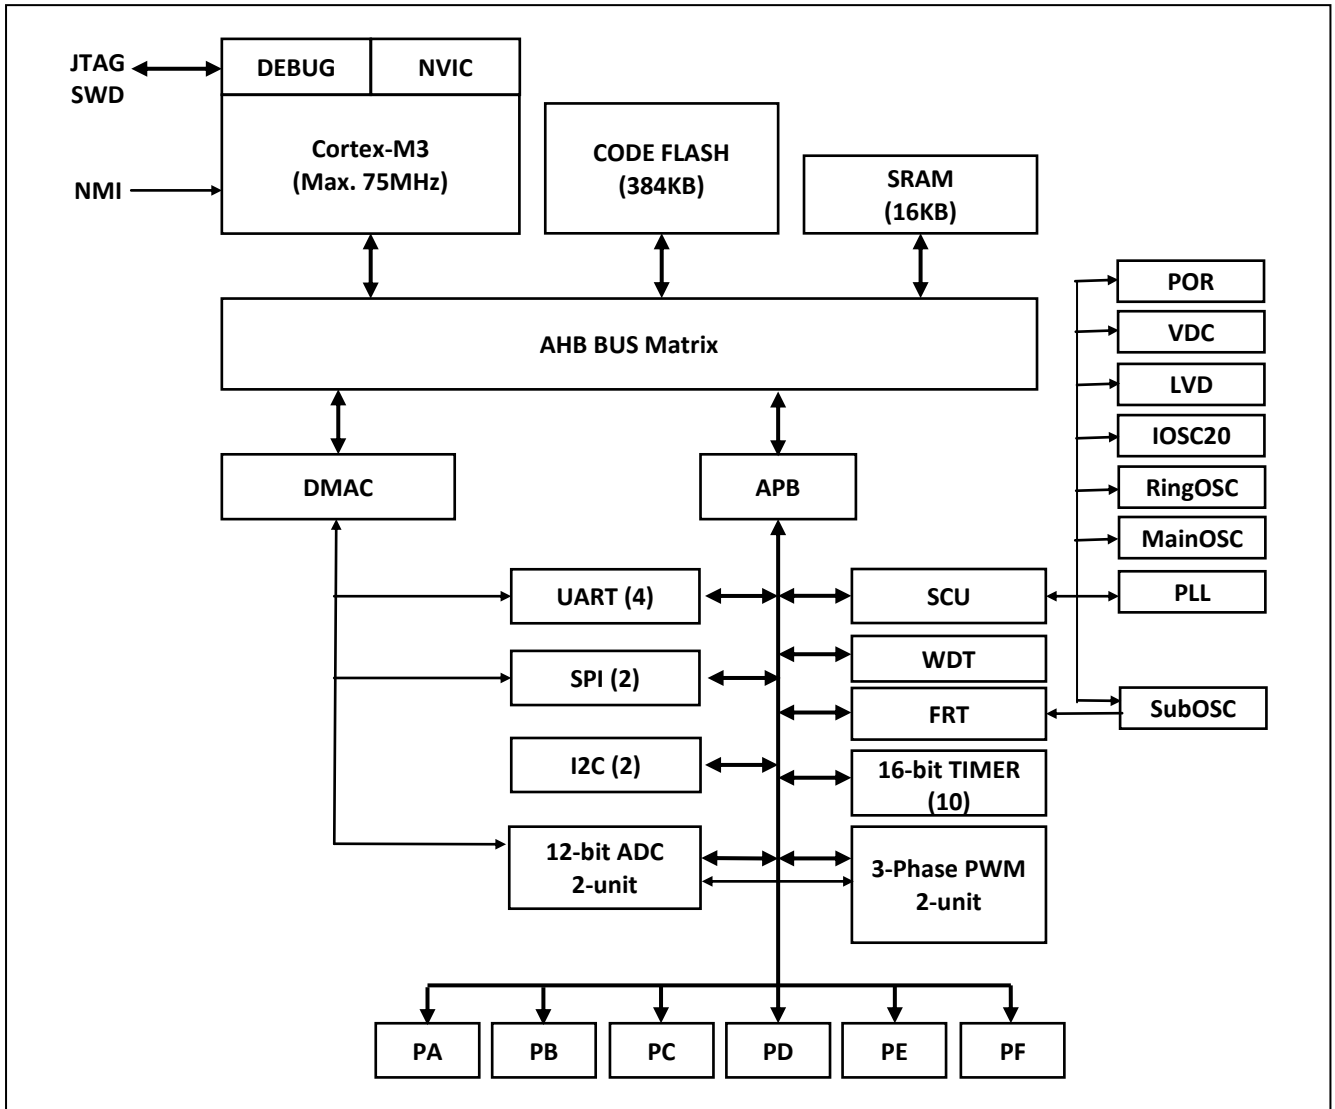 JTAG
SWD
DEBUG
NVIC
Cortex-M3
(Max. 75MHz)
NMI
CODE FLASH
(384KB)
SRAM
(16KB)
AHB BUS Matrix
POR
VDC
LVD
IOSC20
RingOSC
MainOSC
PLL
SubOSC
DMAC
APB
UART (4)
SCU
WDT
SPI (2)
FRT
I2C (2)
16-bit TIMER
(10)
12-bit ADC
2-unit
3-Phase PWM
2-unit
PA
PB
PC
PD
PE
PF